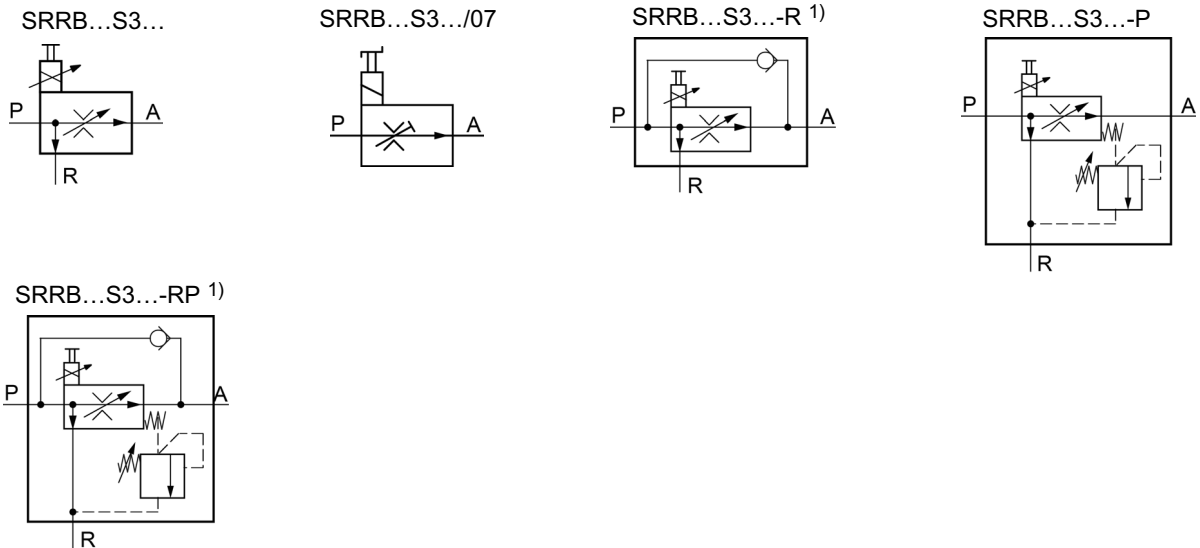 SRRB…S3…
P
A
R
SRRB…S3…/07
P
A
SRRB…S3…-R 1)
P
A
R
SRRB…S3…-P
P
A
R
SRRB…S3…-RP 1)
P
A
R